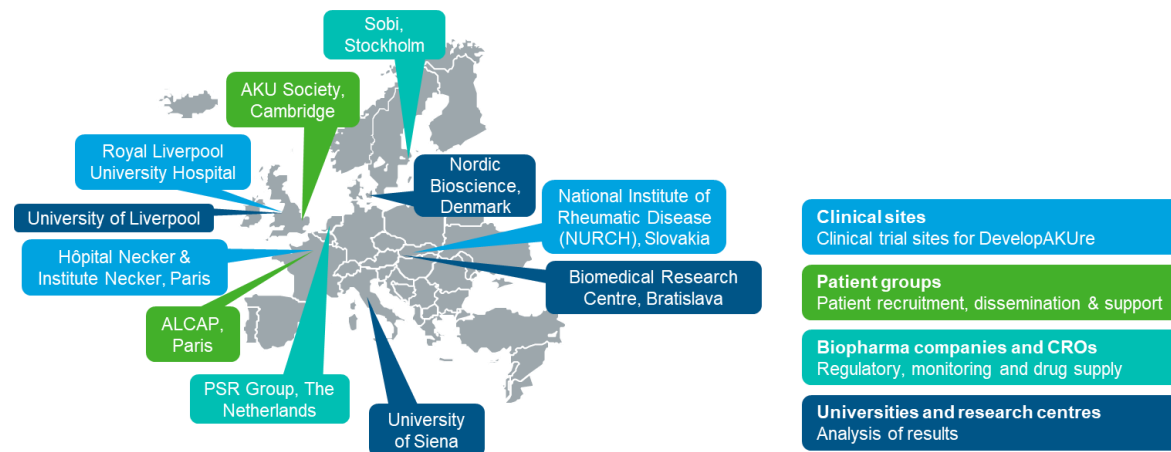 Sobi,
Stockholm
AKU Society,
Cambridge
Royal Liverpool
University Hospital
University of Liverpool
Hôpital Necker &
Institute Necker, Paris
ALCAP,
Paris
PSR Group, The
Netherlands
University
of Siena
Nordic
Bioscience,
Denmark
National Institute of
Rheumatic Disease
(NURCH), Slovakia
Biomedical Research
Centre, Bratislava
Clinical sites
Clinical trial sites for DevelopAKUre
Patient groups
Patient recruitment, dissemination & support
Biopharma companies and CROs
Regulatory, monitoring and drug supply
Universities and research centres
Analysis of results